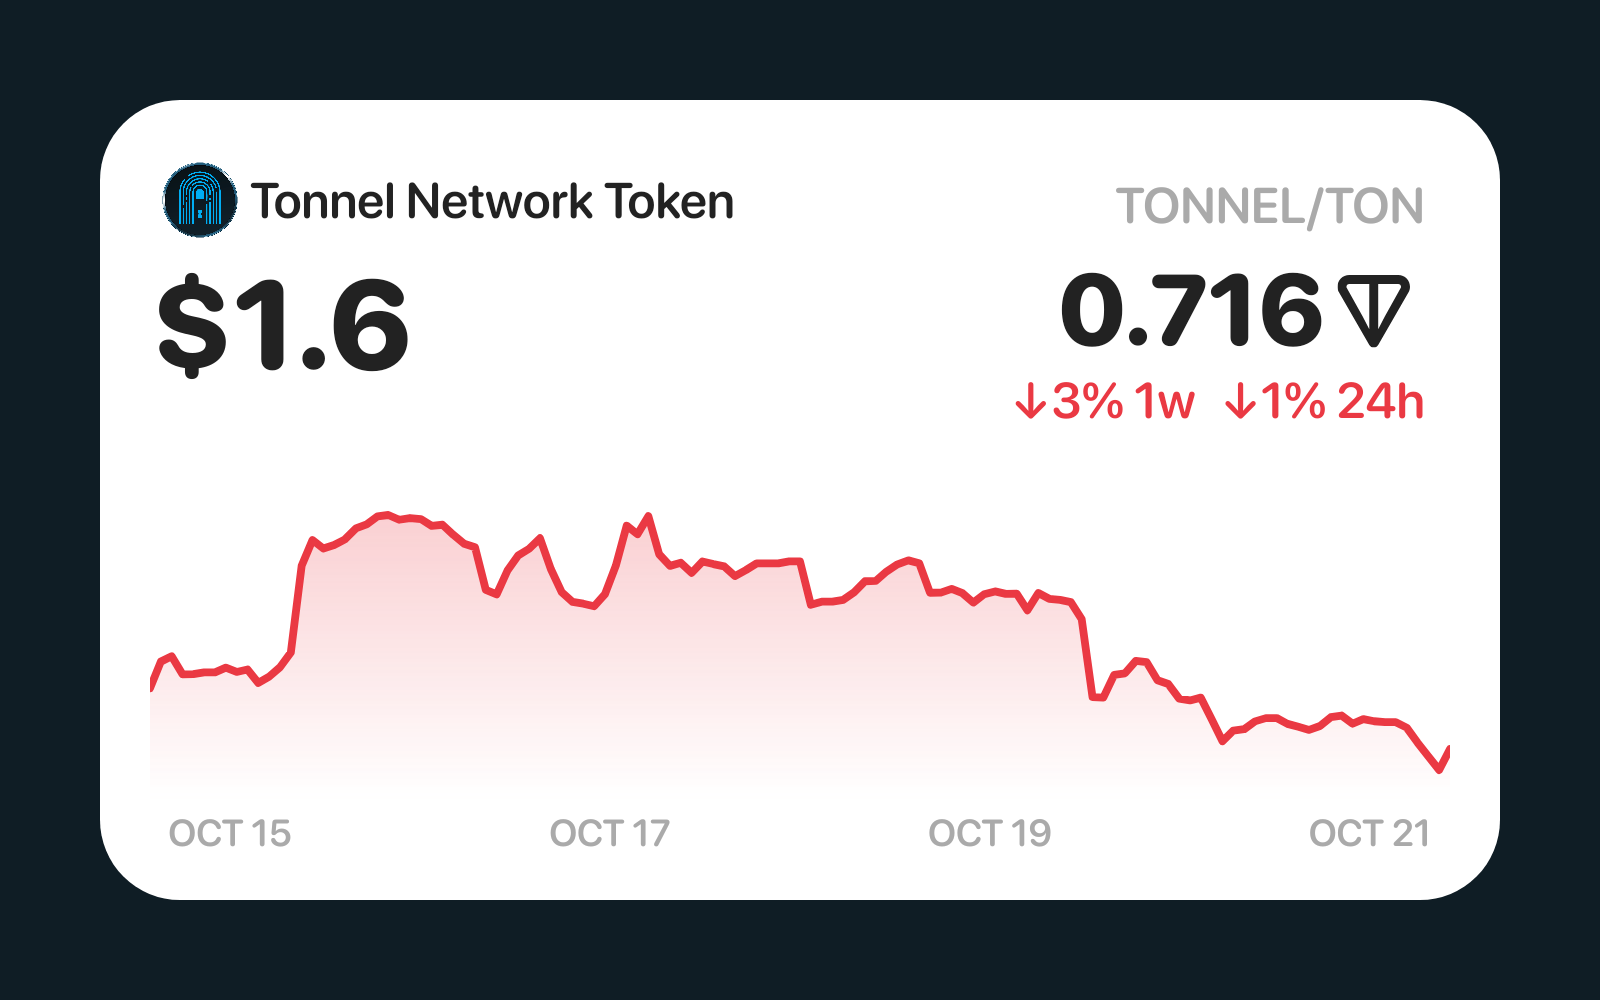 Tonnel Network Token
TONNEL/TON
$1.6
0.716
↓3% 1w ↓1% 24h
OCT 15 OCT 17 OCT 19 OCT 21